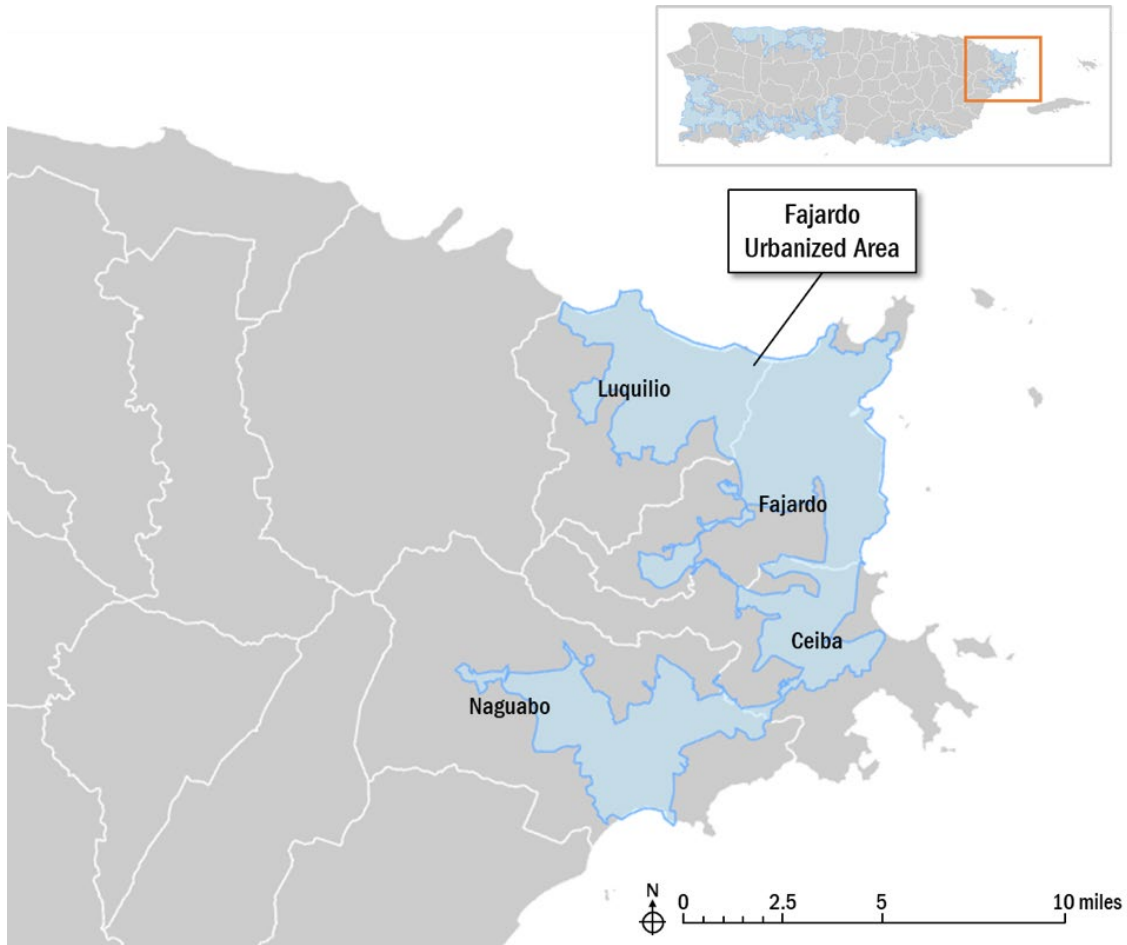 Fajardo
Urbanized Area
Luquilio
Fajardo
Ceiba
Naguabo
N
0 2.5 5 10 miles